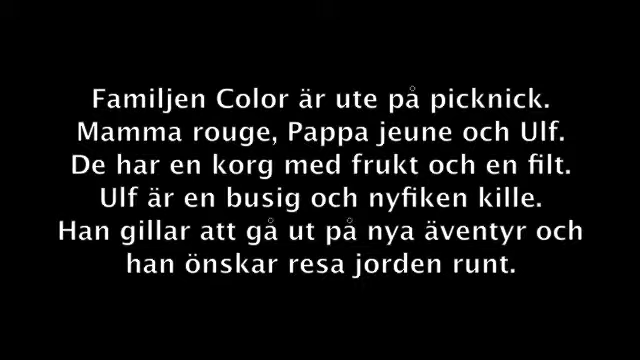 Familjen Color är ute på picknick.
Mamma rouge, Pappa jeune och Ulf.
De har en korg med frukt och en filt.
Ulf är en busig och nyfiken kille.
Han gillar att gå ut på nya äventyr och
han önskar resa jorden runt.